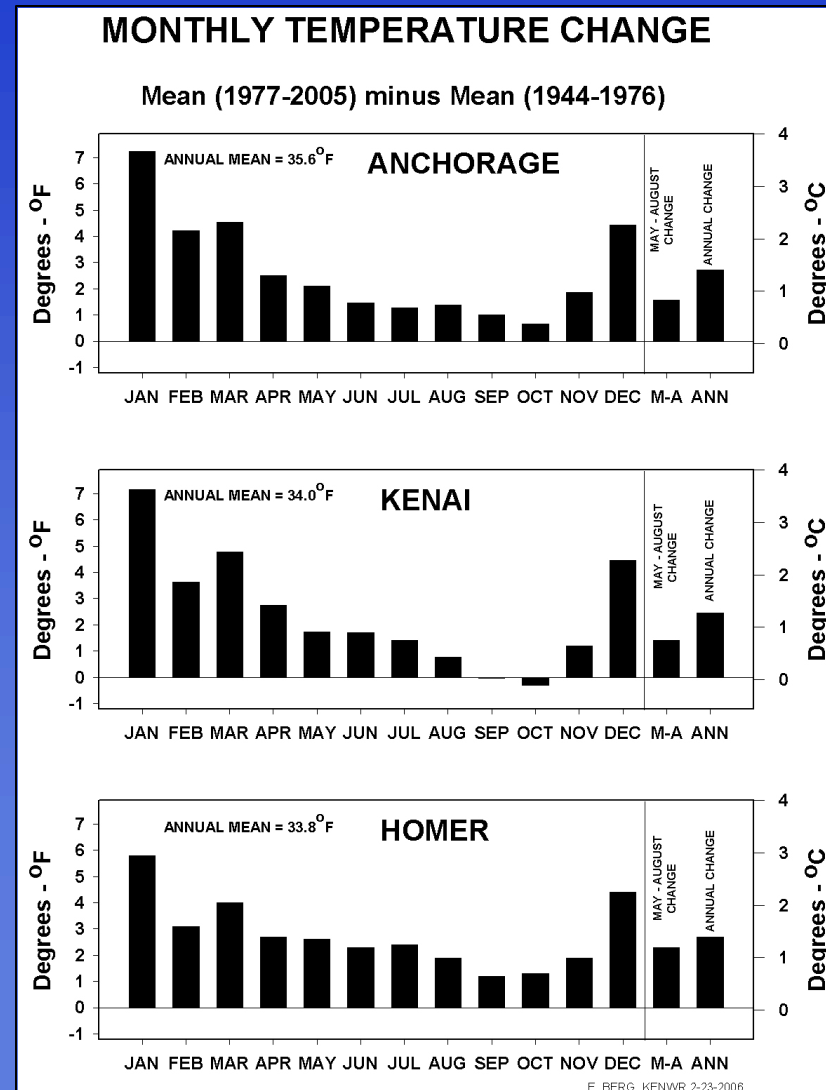 MONTHLY TEMPERATURE CHANGE
Mean (1977-2005) minus Mean (1944-1976)
ANNUAL MEAN = 35.6°F
ANCHORAGE
Degrees - °F
7
6
5
4
3
2
1
0
-1
MAY - AUGUST
CHANGE
ANNUAL CHANGE
4
3
2
1
0
Degrees - °C
JAN FEB MAR APR MAY JUN JUL AUG SEP OCT NOV DEC M-A ANN
ANNUAL MEAN = 34.0°F
KENAI
Degrees - °F
7
6
5
4
3
2
1
0
-1
MAY - AUGUST
CHANGE
ANNUAL CHANGE
4
3
2
1
0
Degrees - °C
JAN FEB MAR APR MAY JUN JUL AUG SEP OCT NOV DEC M-A ANN
ANNUAL MEAN = 33.8°F
HOMER
Degrees - °F
7
6
5
4
3
2
1
0
-1
MAY - AUGUST
CHANGE
ANNUAL CHANGE
4
3
2
1
0
Degrees - °C
JAN FEB MAR APR MAY JUN JUL AUG SEP OCT NOV DEC M-A ANN
E. BERG, KENWR 2-23-2006